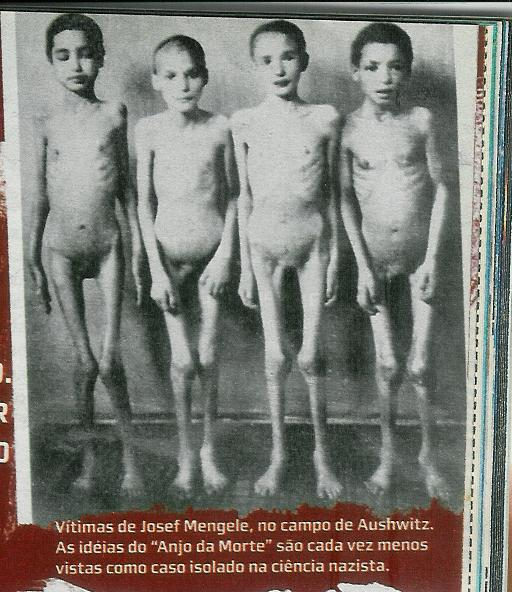 O.
R
O
Vítimas de Josef Mengele, no campo de Aushwitz.
As idéias do “Anjo da Morte” são cada vez menos
vistas como caso isolado na ciência nazista.